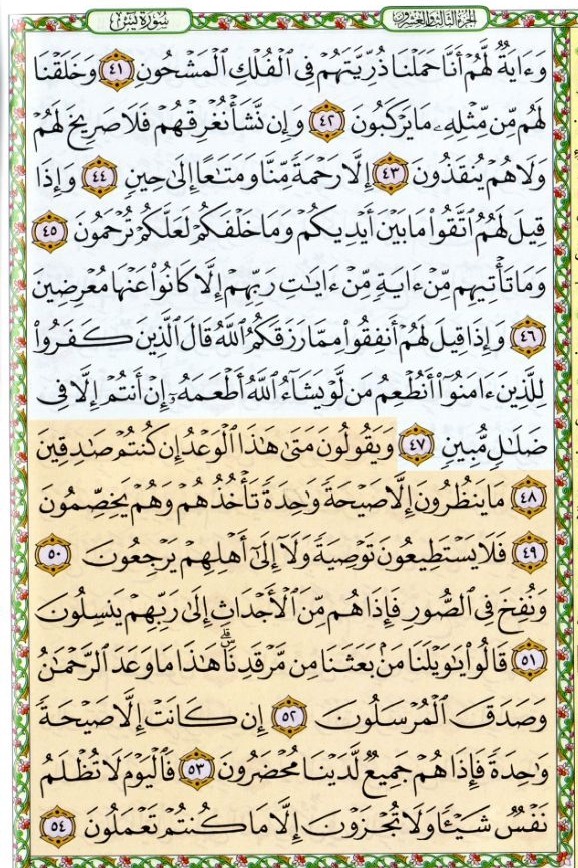 الجزء الثالث والعشرون
سُورَةُ يسٓ
وَءَايَةٌ لَّهُمْ أَنَّا حَمَلْنَا ذُرِّيَّتَهُمْ فِي ٱلْفُلْكِ ٱلْمَشْحُونِ ٤١ وَخَلَقْنَا
لَهُم مِّن مِّثْلِهِۦ مَا يَرْكَبُونَ ٤٢ وَإِن نَّشَأْ نُغْرِقْهُمْ فَلَا صَرِيخَ لَهُمْ
وَلَا هُمْ يُنقَذُونَ ٤٣ إِلَّا رَحْمَةً مِّنَّا وَمَتَٰعًا إِلَىٰ حِينٍ ٤٤ وَإِذَا
قِيلَ لَهُمُ ٱتَّقُوا۟ مَا بَيْنَ أَيْدِيكُمْ وَمَا خَلْفَكُمْ لَعَلَّكُمْ تُرْحَمُونَ ٤٥
وَمَا تَأْتِيهِم مِّنْ ءَايَةٍ مِّنْ ءَايَٰتِ رَبِّهِمْ إِلَّا كَانُوا۟ عَنْهَا مُعْرِضِينَ
٤٦ وَإِذَا قِيلَ لَهُمْ أَنفِقُوا۟ مِمَّا رَزَقَكُمُ ٱللَّهُ قَالَ ٱلَّذِينَ كَفَرُوا۟
لِلَّذِينَ ءَامَنُوٓا۟ أَنُطْعِمُ مَن لَّوْ يَشَآءُ ٱللَّهُ أَطْعَمَهُۥٓ إِنْ أَنتُمْ إِلَّا فِي
ضَلَٰلٍ مُّبِينٍ ٤٧ وَيَقُولُونَ مَتَىٰ هَٰذَا ٱلْوَعْدُ إِن كُنتُمْ صَٰدِقِينَ
٤٨ مَا يَنظُرُونَ إِلَّا صَيْحَةً وَٰحِدَةً تَأْخُذُهُمْ وَهُمْ يَخِصِّمُونَ
٤٩ فَلَا يَسْتَطِيعُونَ تَوْصِيَةً وَلَآ إِلَىٰٓ أَهْلِهِمْ يَرْجِعُونَ ٥٠
وَنُفِخَ فِي ٱلصُّورِ فَإِذَا هُم مِّنَ ٱلْأَجْدَاثِ إِلَىٰ رَبِّهِمْ يَنسِلُونَ
٥١ قَالُوا۟ يَٰوَيْلَنَا مَنۢ بَعَثَنَا مِن مَّرْقَدِنَا ۜ ۗ هَٰذَا مَا وَعَدَ ٱلرَّحْمَٰنُ
وَصَدَقَ ٱلْمُرْسَلُونَ ٥٢ إِن كَانَتْ إِلَّا صَيْحَةً
وَٰحِدَةً فَإِذَا هُمْ جَمِيعٌ لَّدَيْنَا مُحْضَرُونَ ٥٣ فَٱلْيَوْمَ لَا تُظْلَمُ
نَفْسٌ شَيْـًٔا وَلَا تُجْزَوْنَ إِلَّا مَا كُنتُمْ تَعْمَلُونَ ٥٤